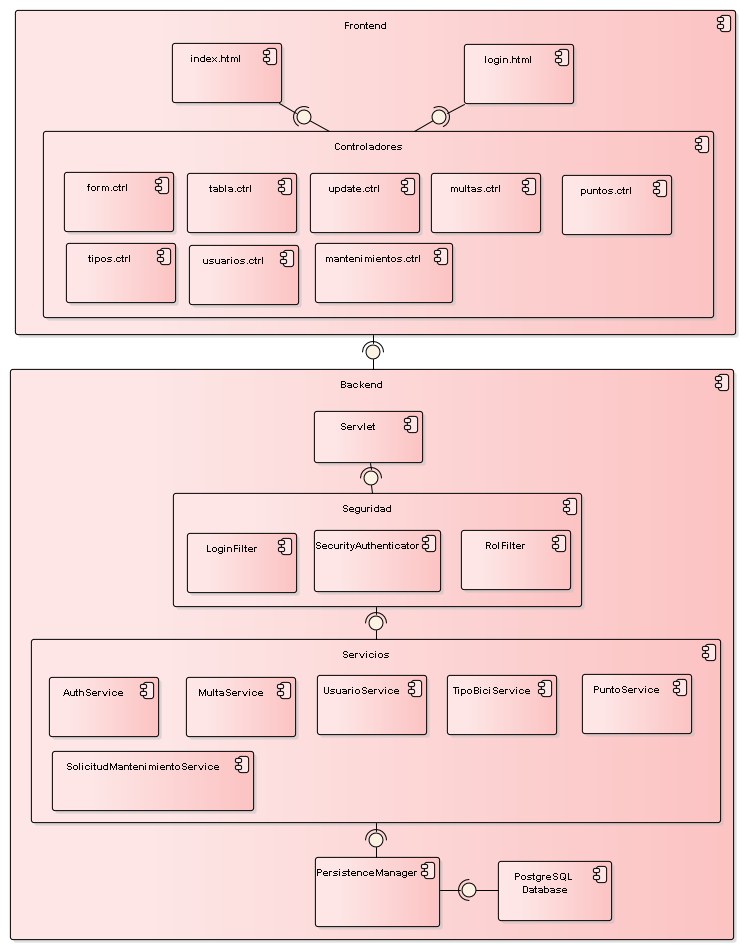 Frontend
index.html
login.html
Controladores
form.ctrl
tabla.ctrl
update.ctrl
multas.ctrl
puntos.ctrl
tipos.ctrl
usuarios.ctrl
mantenimientos.ctrl
Backend
Servlet
Seguridad
LoginFilter
SecurityAuthenticator
RolFilter
Servicios
AuthService
MultaService
UsuarioService
TipoBiciService
PuntoService
SolicitudMantenimientoService
PersistenceManager
PostgreSQL
Database